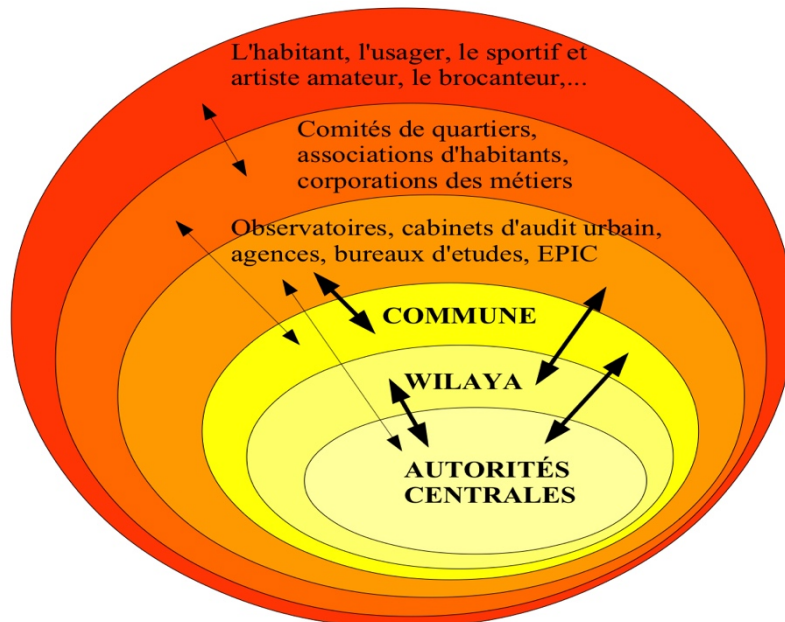 L'habitant, l'usager, le sportif et
artiste amateur, le brocanteur,...
Comités de quartiers,
associations d'habitants,
corporations des métiers
Observatoires, cabinets d'audit urbain,
agences, bureaux d'etudes, EPIC
COMMUNE
WILAYA
AUTORITÉS
CENTRALES